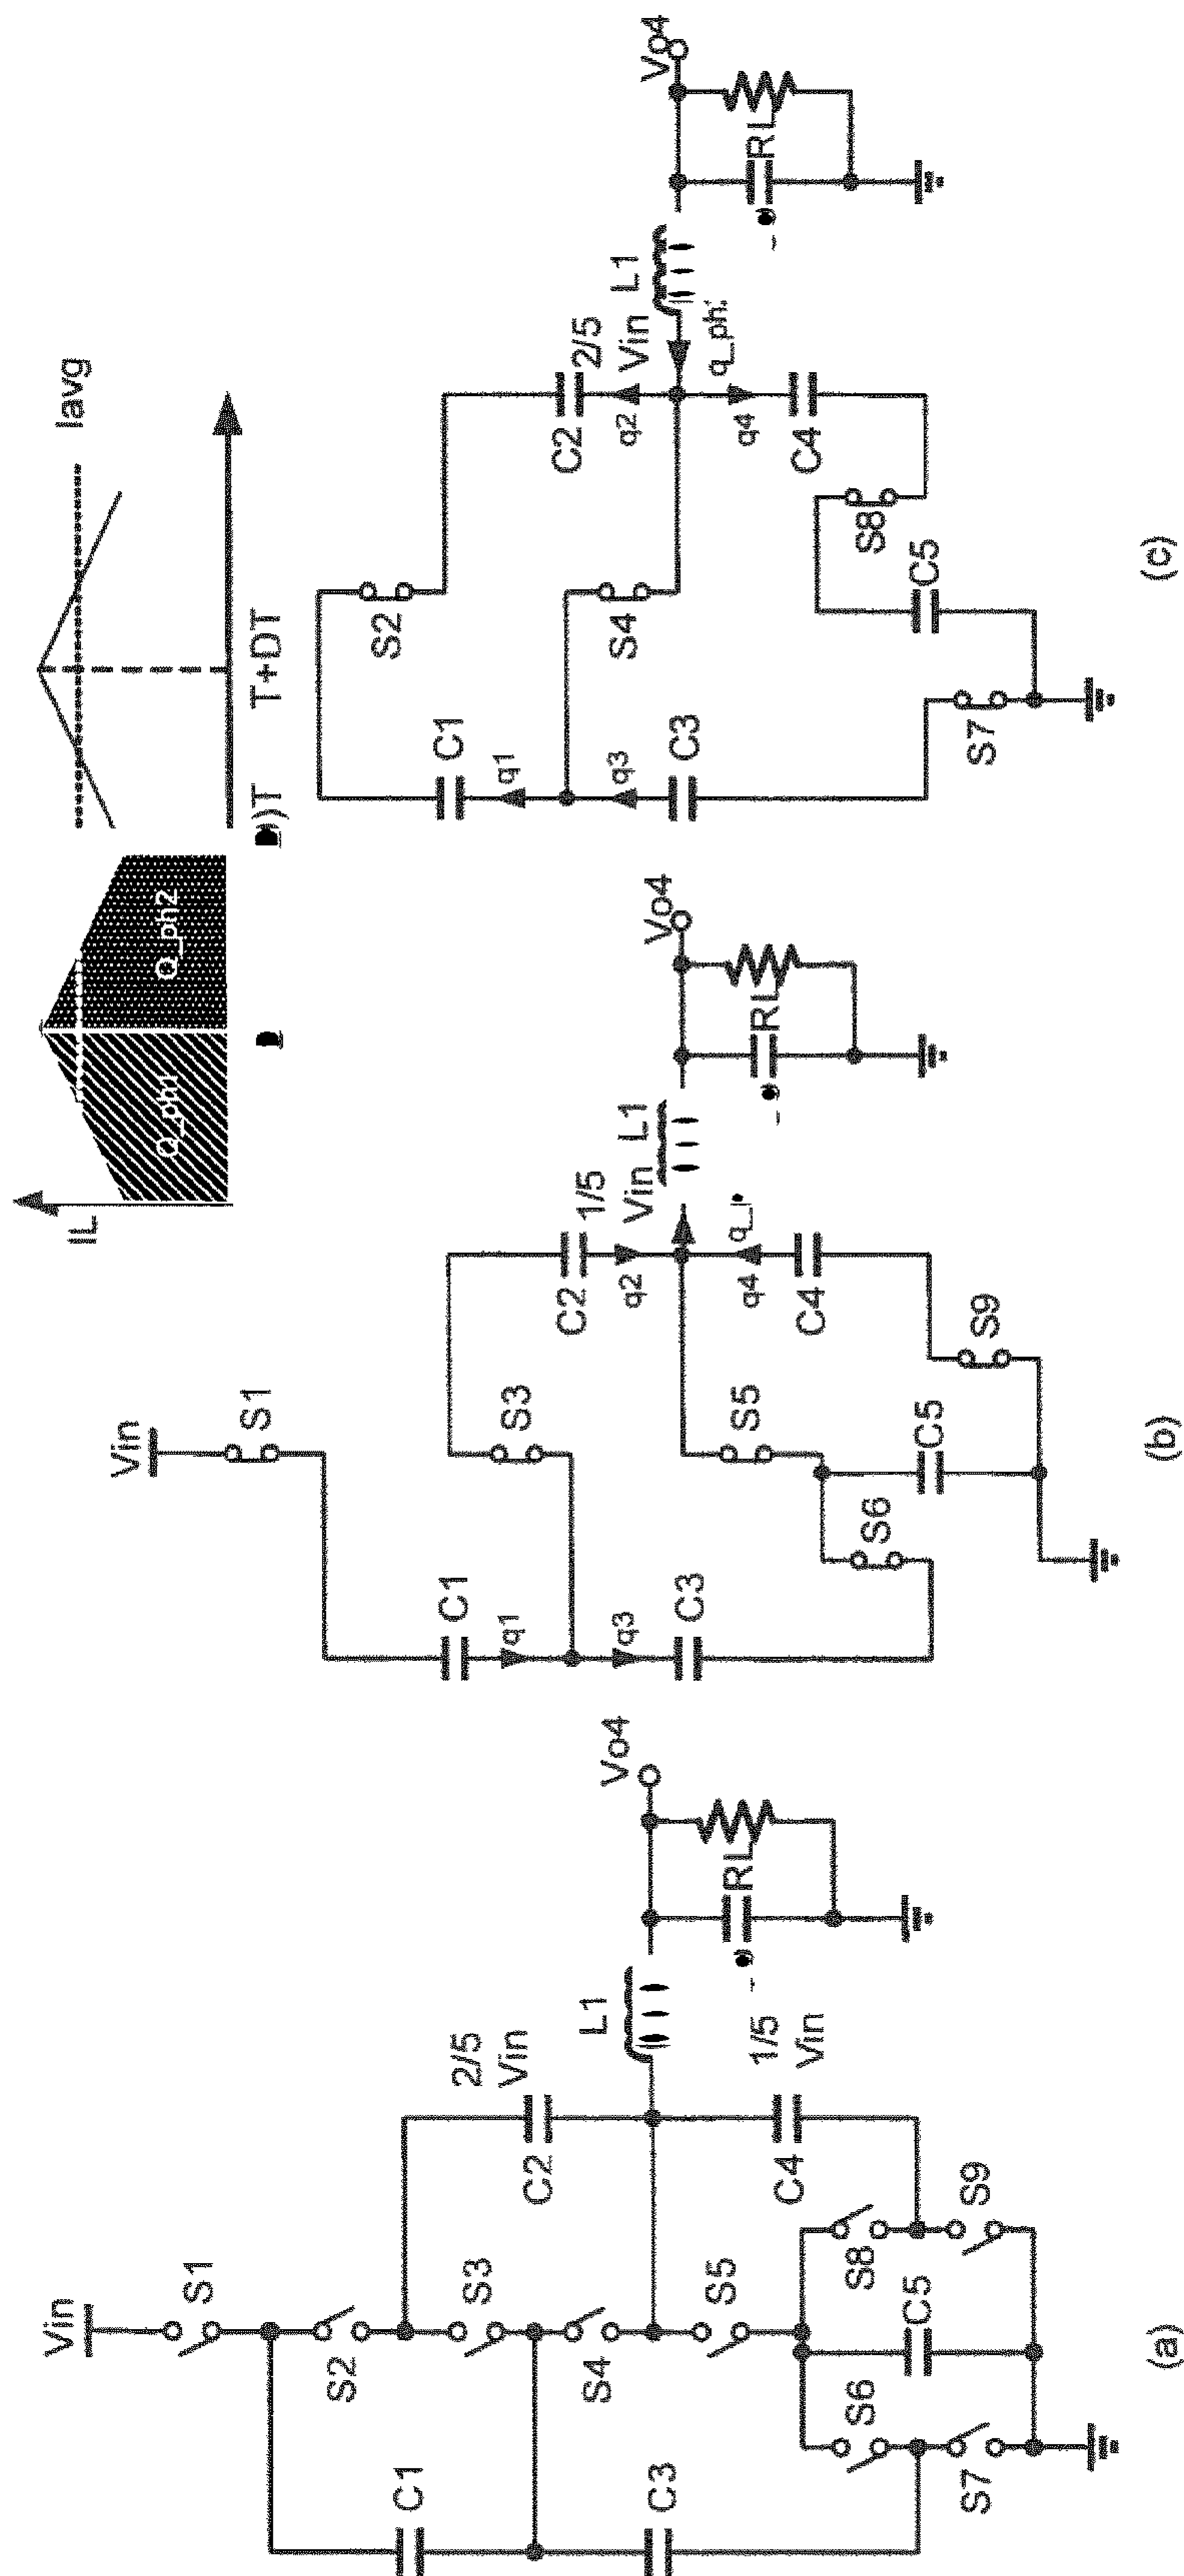 IL
Q_ph1
Q_ph2
Iavg
T+DT
Vin
S1
S2
S3
S4
S5
S6
S7
S8
S9
C1
C2
C3
C4
C5
2/5
Vin
1/5
Vin
L1
RL
Vo4
(a)
Vin
S1
S3
S5
S6
S9
C1
C2
C3
C4
C5
q1
q2
q3
q4
1/5
Vin
L1
RL
Vo4
(b)
S2
S4
S7
S8
C1
C2
C3
C4
C5
q1
q2
q3
q4
2/5
Vin
L1
RL
Vo4
(c)